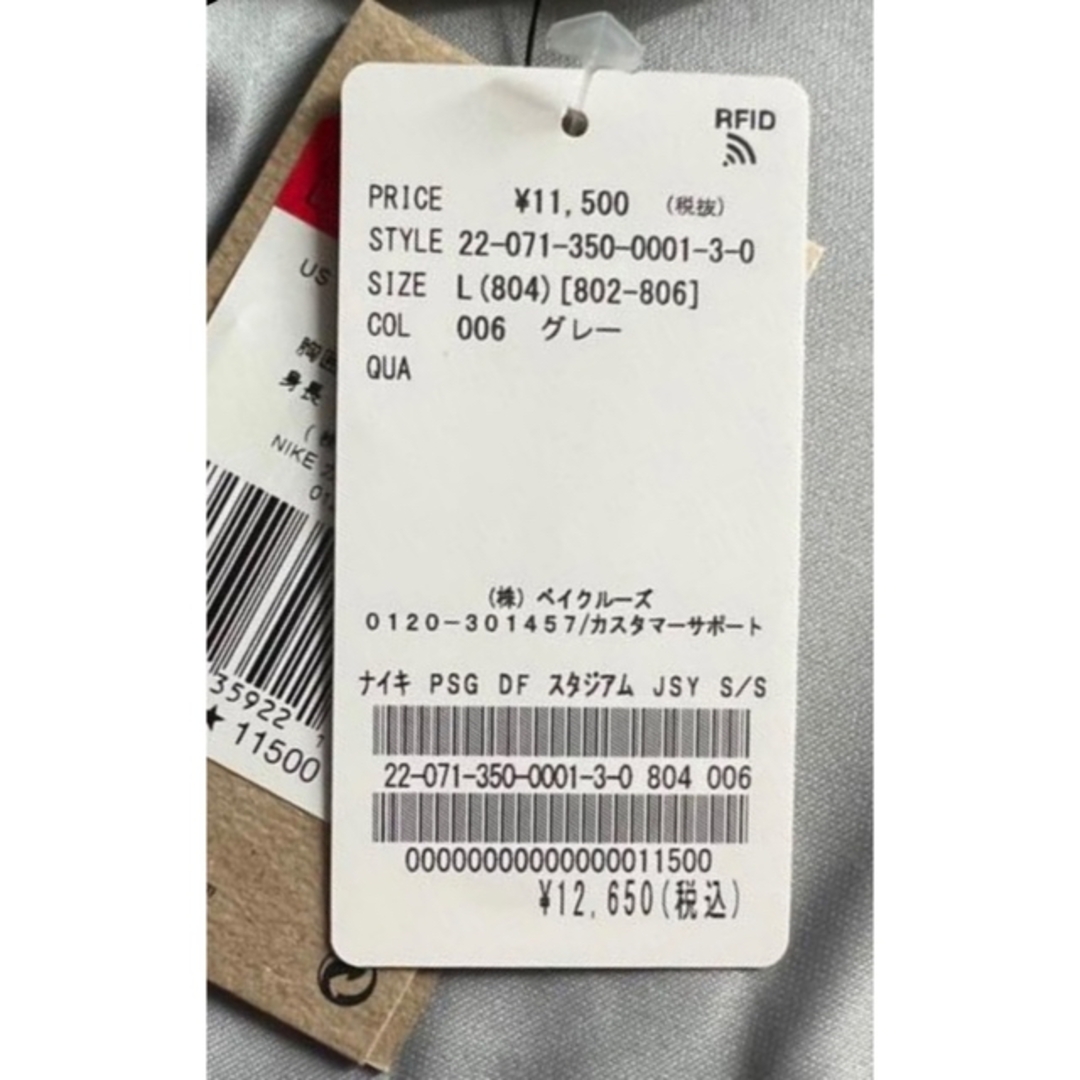 RFID
PRICE ¥11,500 (税抜)
STYLE 22-071-350-0001-3-0
SIZE L(804)[802-806]
COL 006 グレー
QUA
(株) ベイクルーズ
0120-301457/カスタマーサポート
ナイキ PSG DF スタジアム JSY S/S
22-071-350-0001-3-0 804 006
00000000000000011500
¥12,650(税込)
US
身長
NIKE
35922
★ 11500